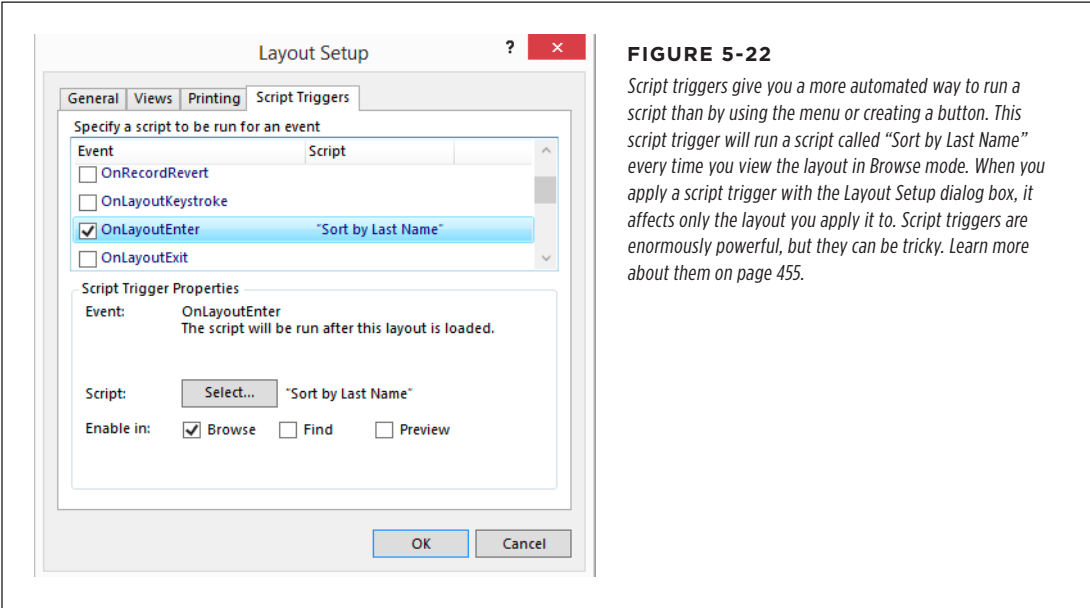 Layout Setup
?
×
General Views Printing Script Triggers
Specify a script to be run for an event
Event Script
OnRecordRevert
OnLayoutKeystroke
OnLayoutEnter "Sort by Last Name"
OnLayoutExit
Script Trigger Properties
Event: OnLayoutEnter
The script will be run after this layout is loaded.
Script: Select... "Sort by Last Name"
Enable in: Browse Find Preview
OK Cancel
FIGURE 5-22
Script triggers give you a more automated way to run a
script than by using the menu or creating a button. This
script trigger will run a script called “Sort by Last Name”
every time you view the layout in Browse mode. When you
apply a script trigger with the Layout Setup dialog box, it
affects only the layout you apply it to. Script triggers are
enormously powerful, but they can be tricky. Learn more
about them on page 455.